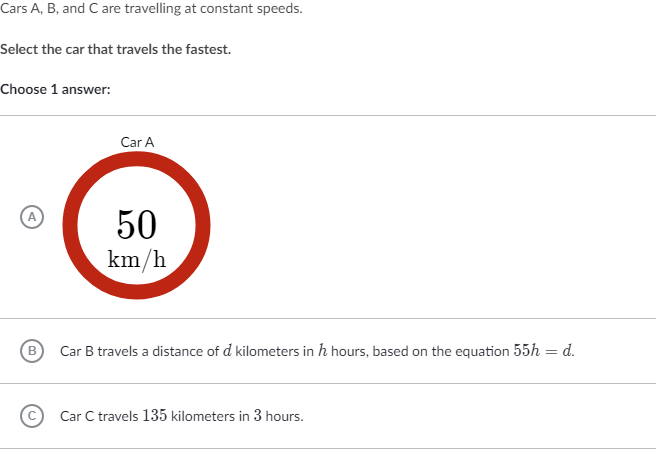 Cars A, B, and C are travelling at constant speeds.
Select the car that travels the fastest.
Choose 1 answer:
Car A
A
50
km/h
B Car B travels a distance of d kilometers in h hours, based on the equation 55h = d.
C Car C travels 135 kilometers in 3 hours.